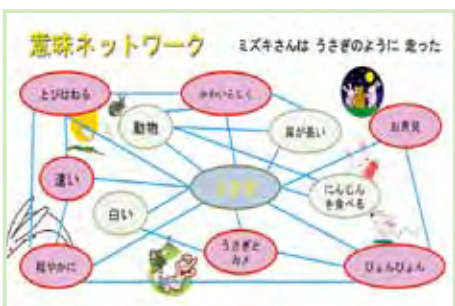 意味ネットワーク
ミズキさんは うさぎのように 走った
とびはねる
かわいらしく
動物
耳が長い
お月見
速い
うさぎ
にんじん
を食べる
白い
うさぎと
カメ
軽やかに
ぴょんぴょん